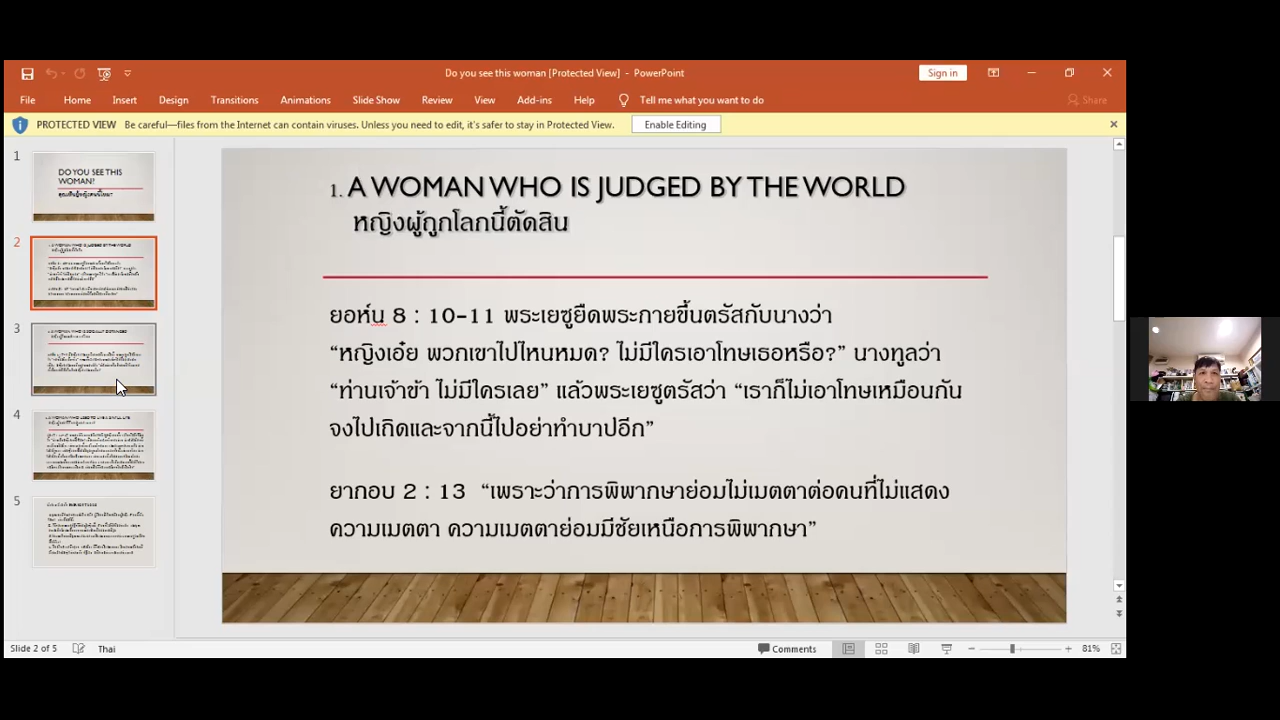 Do you see this woman [Protected View] - PowerPoint
Sign in
File Home Insert Design Transitions Animations Slide Show Review View Add-ins Help Tell me what you want to do Share
PROTECTED VIEW Be careful—files from the Internet can contain viruses. Unless you need to edit, it's safer to stay in Protected View. Enable Editing
1
DO YOU SEE THIS
WOMAN?
2
3
4
5
1. A WOMAN WHO IS JUDGED BY THE WORLD
หญิงผู้ถูกโลกนี้ตัดสิน
ยอห์น 8 : 10-11 พระเยซูยืดพระกายขึ้นตรัสกับนางว่า
“หญิงเอ๋ย พวกเขาไปไหนหมด? ไม่มีใครเอาโทษเธอหรือ?” นางทูลว่า
“ท่านเจ้าข้า ไม่มีใครเลย” แล้วพระเยซูตรัสว่า “เราก็ไม่เอาโทษเหมือนกัน
จงไปเถิดและจากนี้ไปอย่าทำบาปอีก”
ยากอบ 2 : 13 “เพราะว่าการพิพากษาย่อมไม่เมตตาต่อคนที่ไม่แสดง
ความเมตตา ความเมตตาย่อมมีชัยเหนือการพิพากษา”
Slide 2 of 5 Thai Comments 81%